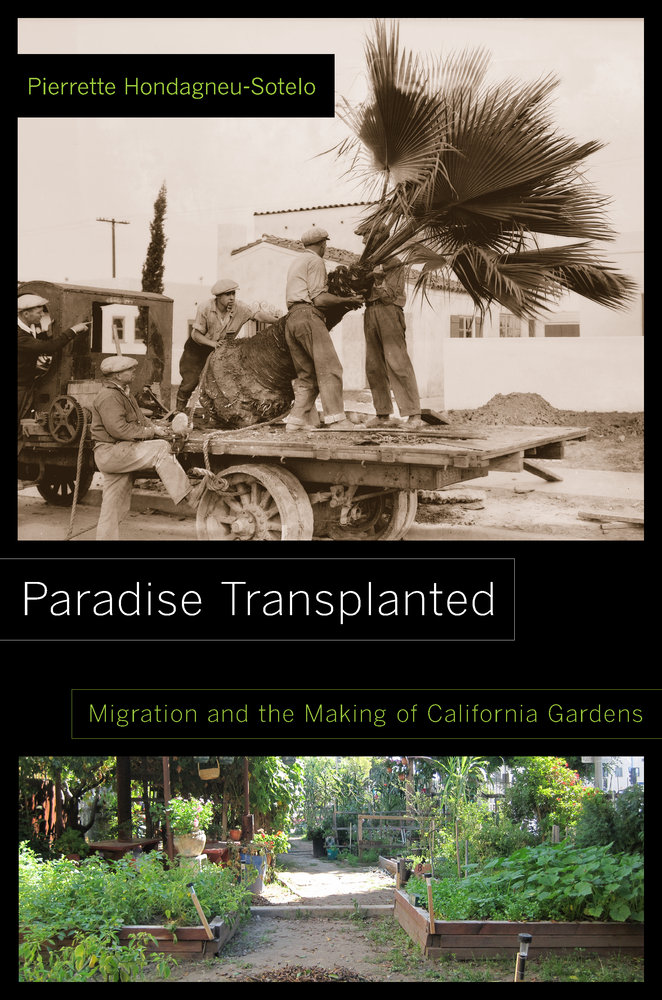 Pierrette Hondagneu-Sotelo
Paradise Transplanted
Migration and the Making of California Gardens